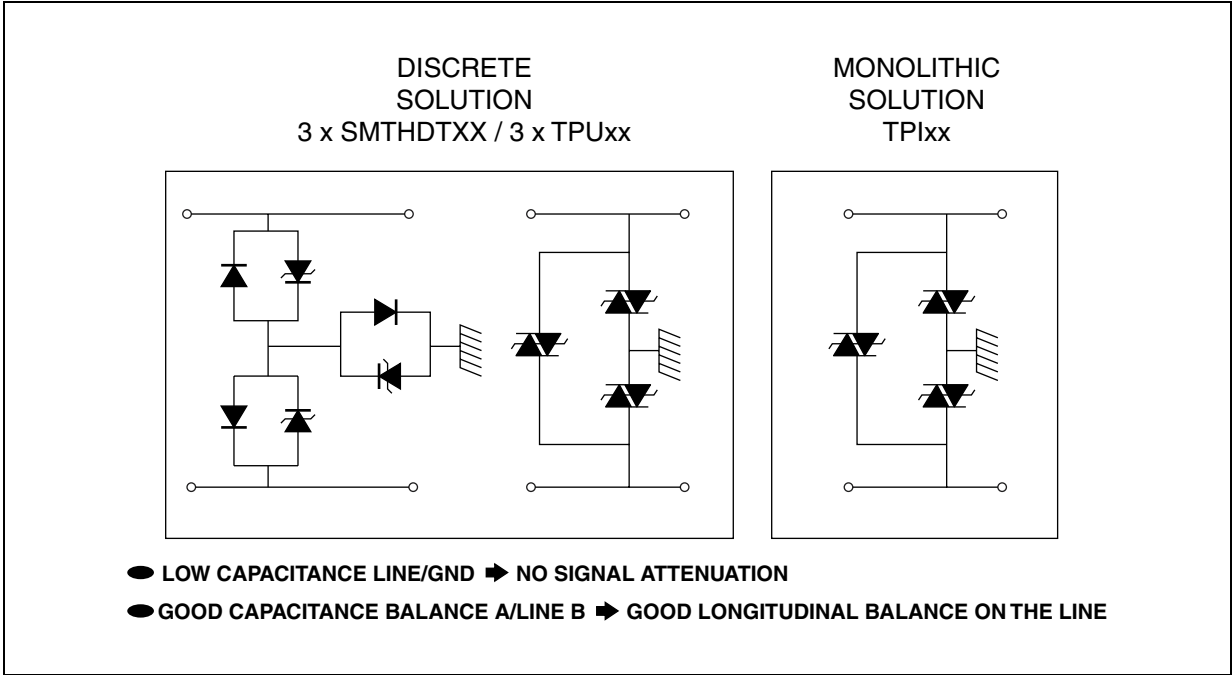 DISCRETE
SOLUTION
3 x SMTHDTXX / 3 x TPUxx
MONOLITHIC
SOLUTION
TPIxx
LOW CAPACITANCE LINE/GND ➡ NO SIGNAL ATTENUATION
GOOD CAPACITANCE BALANCE A/LINE B ➡ GOOD LONGITUDINAL BALANCE ON THE LINE